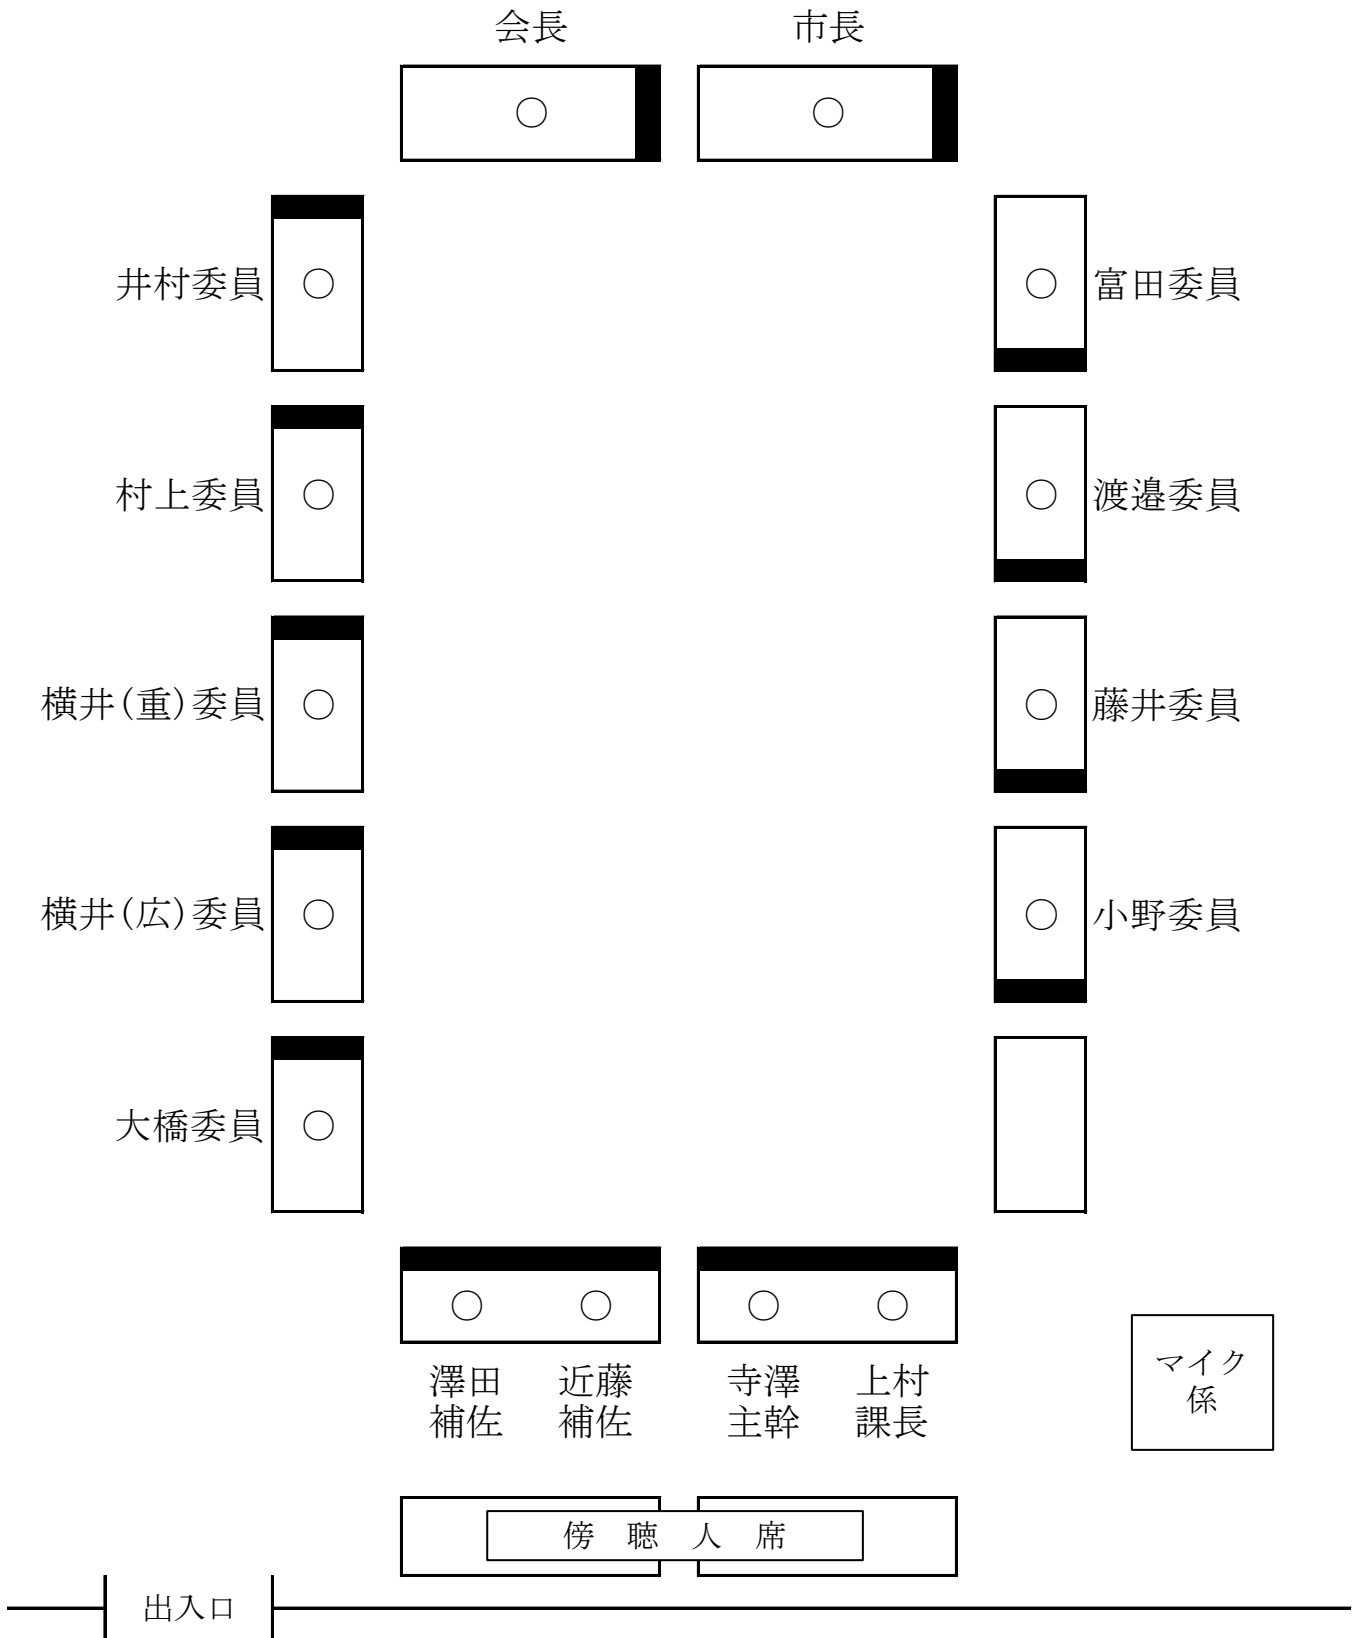 会長
市長
井村委員
富田委員
村上委員
渡邉委員
横井(重)委員
藤井委員
横井(広)委員
小野委員
大橋委員
澤田
補佐
近藤
補佐
寺澤
主幹
上村
課長
マイク
係
傍 聴 人 席
出入口